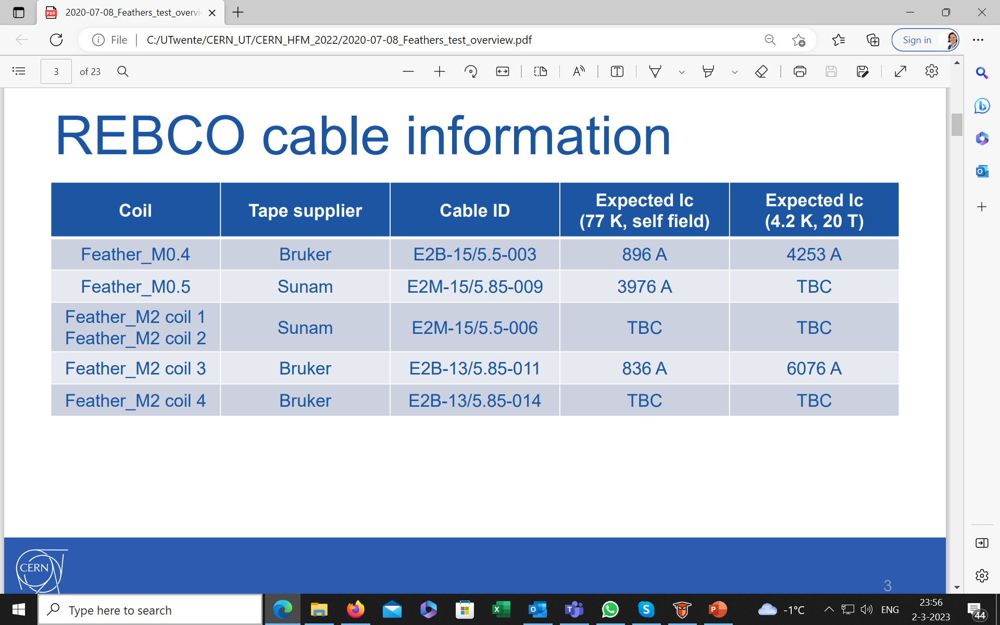 2020-07-08_Feathers_test_overvi
File
C:/UTwente/CERN_UT/CERN_HFM_2022/2020-07-08_Feathers_test_overview.pdf
Sign in
3 of 23
REBCO cable information
Coil Tape supplier Cable ID Expected Ic (77 K, self field) Expected Ic (4.2 K, 20 T)
Feather_M0.4 Bruker E2B-15/5.5-003 896 A 4253 A
Feather_M0.5 Sunam E2M-15/5.85-009 3976 A TBC
Feather_M2 coil 1
Feather_M2 coil 2 Sunam E2M-15/5.5-006 TBC TBC
Feather_M2 coil 3 Bruker E2B-13/5.85-011 836 A 6076 A
Feather_M2 coil 4 Bruker E2B-13/5.85-014 TBC TBC
CERN
3
Type here to search
-1°C
ENG
23:56
2-3-2023
44